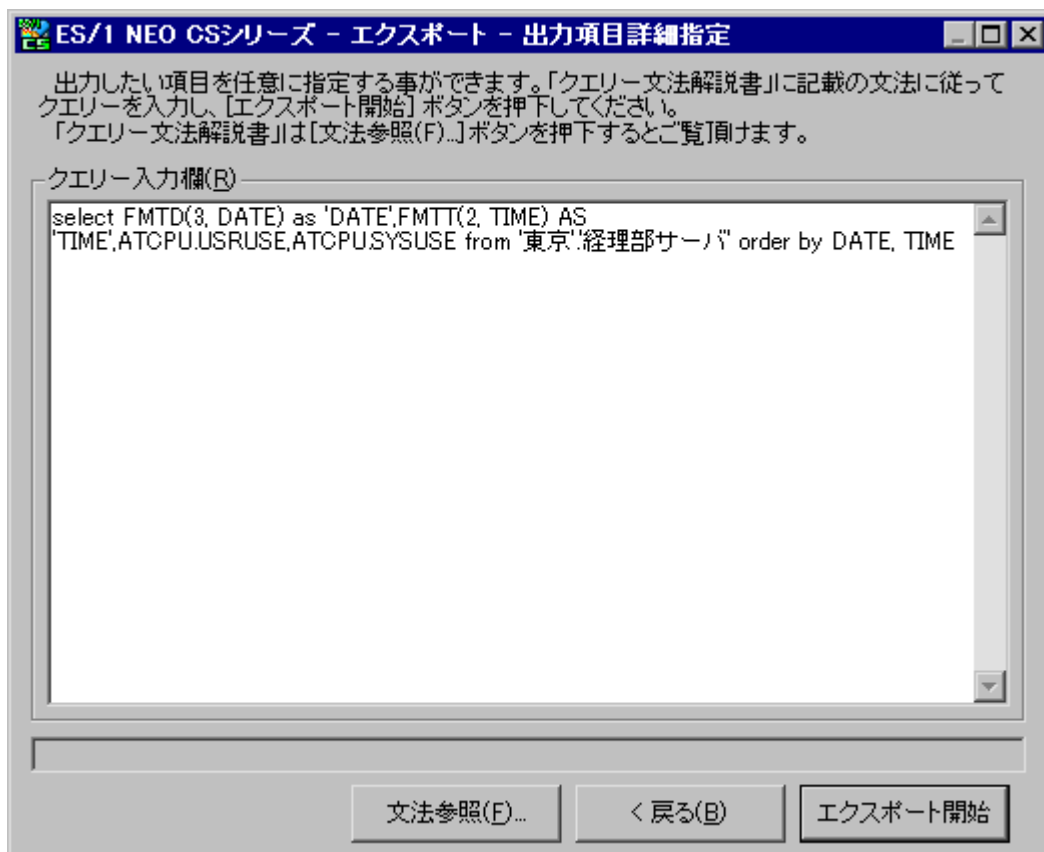 ES/1 NEO CSシリーズ - エクスポート - 出力項目詳細指定
出力したい項目を任意に指定する事ができます。「クエリー文法解説書」に記載の文法に従って
クエリーを入力し、[エクスポート開始] ボタンを押下してください。
「クエリー文法解説書」は[文法参照(F)...]ボタンを押下するとご覧頂けます。
クエリー入力欄(R)
select FMTD(3, DATE) as 'DATE',FMTT(2, TIME) AS
'TIME',ATCPU.USRUSE,ATCPU.SYSUSE from '東京'.'経理部サーバ' order by DATE, TIME
文法参照(F)...
< 戻る(B)
エクスポート開始